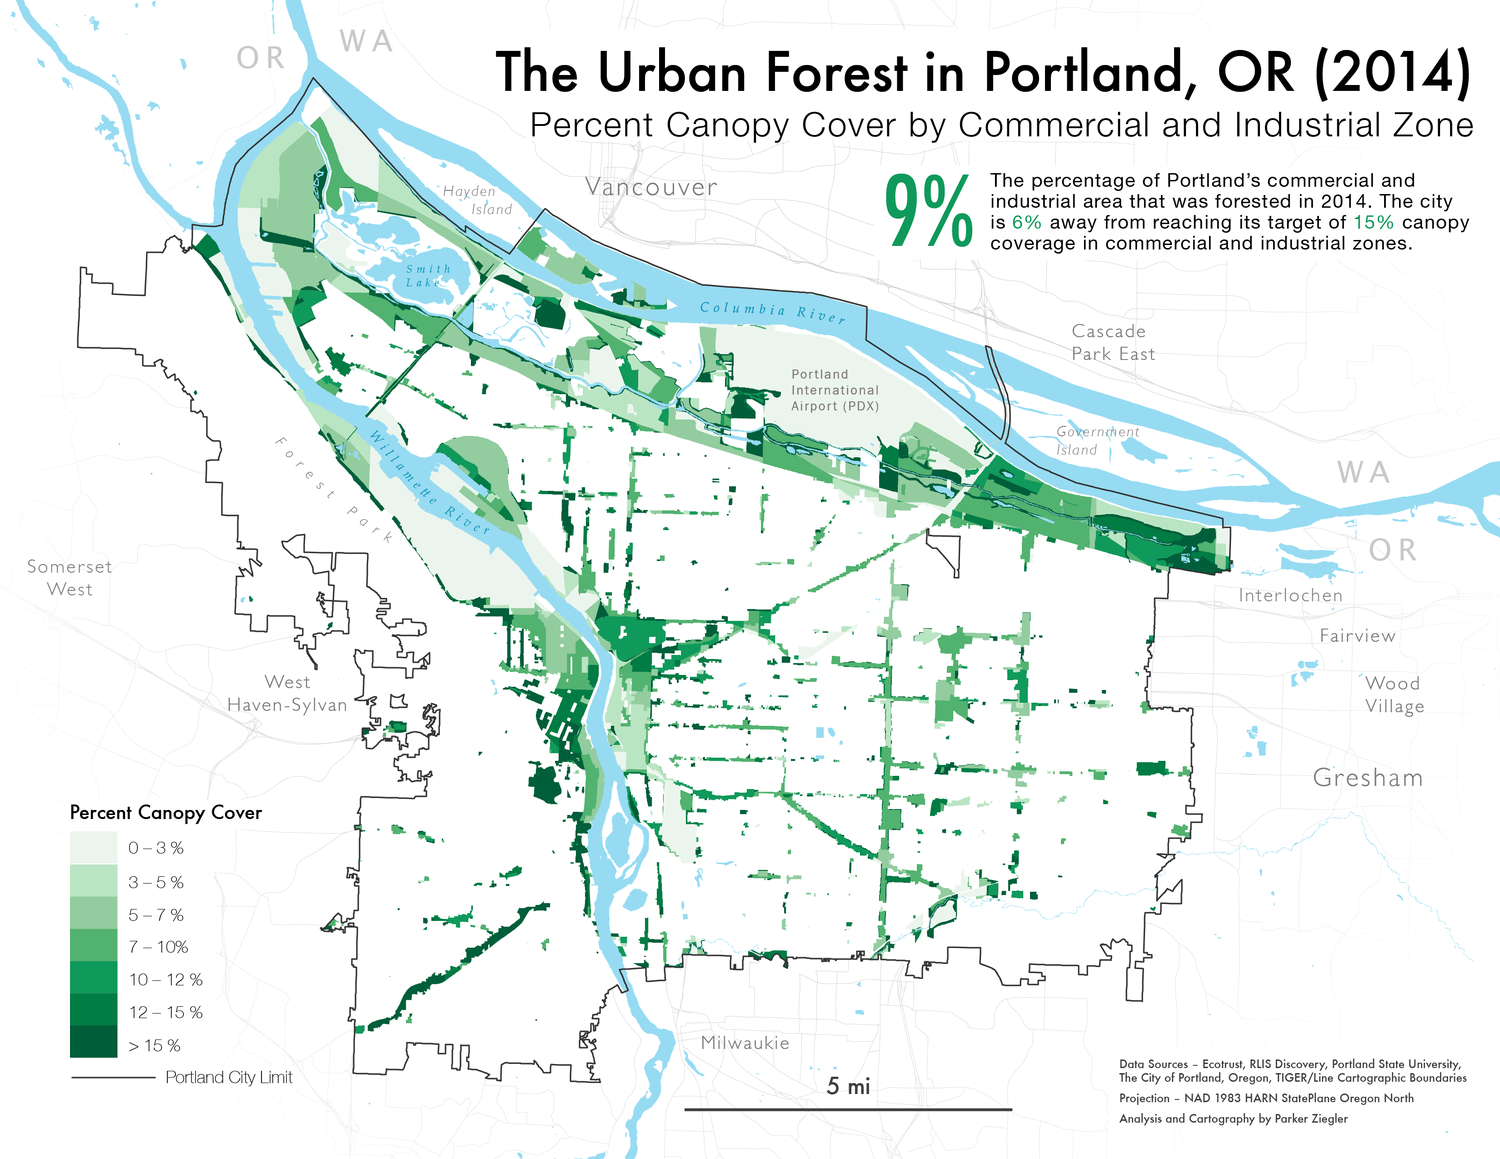 The Urban Forest in Portland, OR (2014)
Percent Canopy Cover by Commercial and Industrial Zone
9%
The percentage of Portland's commercial and
industrial area that was forested in 2014. The city
is 6% away from reaching its target of 15% canopy
coverage in commercial and industrial zones.
OR
WA
Vancouver
Hayden
Island
Smith
Lake
Columbia River
Cascade
Park East
Portland
International
Airport (PDX)
Government
Island
WA
OR
Forest Park
Willamette River
Somerset
West
Interlochen
Fairview
Wood
Village
West
Haven-Sylvan
Gresham
Milwaukie
Percent Canopy Cover
0 – 3 %
3 – 5 %
5 – 7 %
7 – 10%
10 – 12 %
12 – 15 %
> 15 %
Portland City Limit
5 mi
Data Sources – Ecotrust, RLIS Discovery, Portland State University,
The City of Portland, Oregon, TIGER/Line Cartographic Boundaries
Projection – NAD 1983 HARN StatePlane Oregon North
Analysis and Cartography by Parker Ziegler